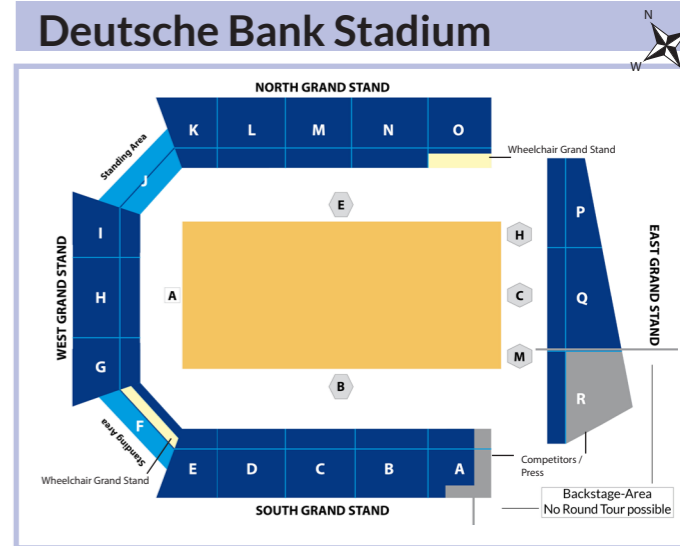 Deutsche Bank Stadium
N
W
NORTH GRAND STAND
K L M N O
Standing Area
Wheelchair Grand Stand
J
P
E
I
H
EAST GRAND STAND
WEST GRAND STAND
H
A
C
Q
G
M
B
R
F
Standing Area
Wheelchair Grand Stand
E D C B A
Competitors /
Press
SOUTH GRAND STAND
Backstage-Area
No Round Tour possible